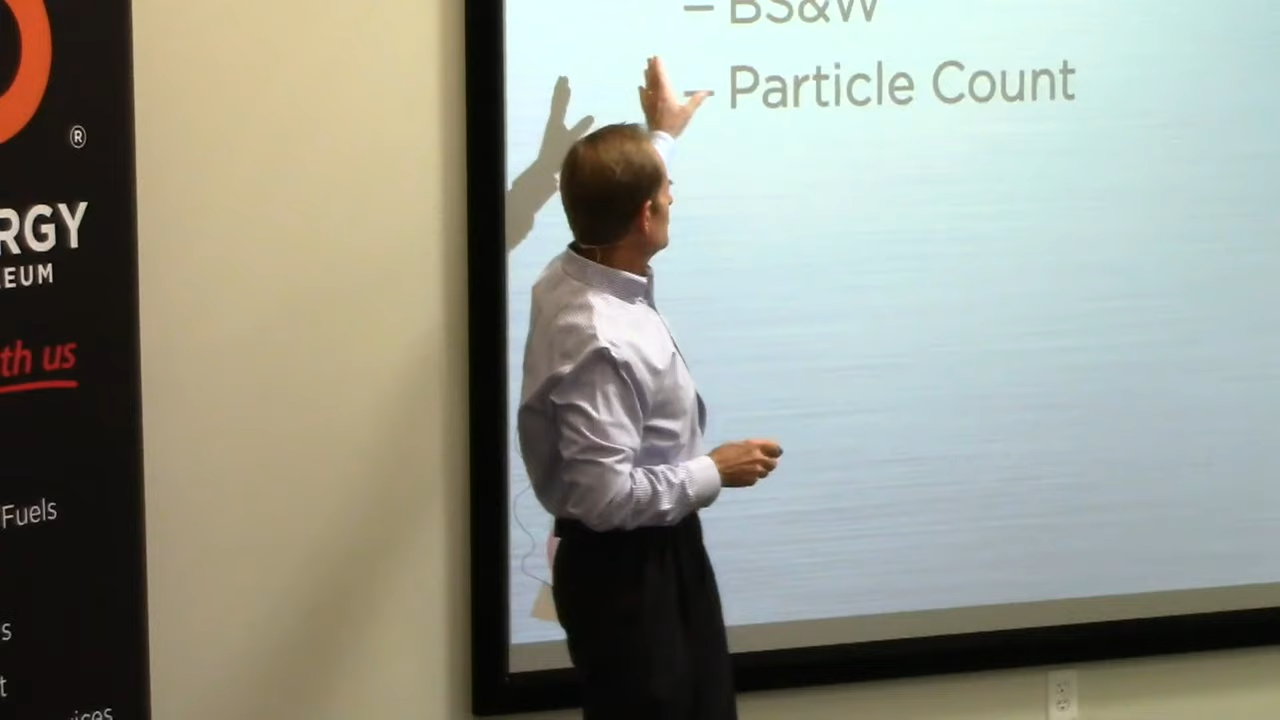 – BS&W
– Particle Count
®
RGY
EUM
th us
Fuels
s
t
ices